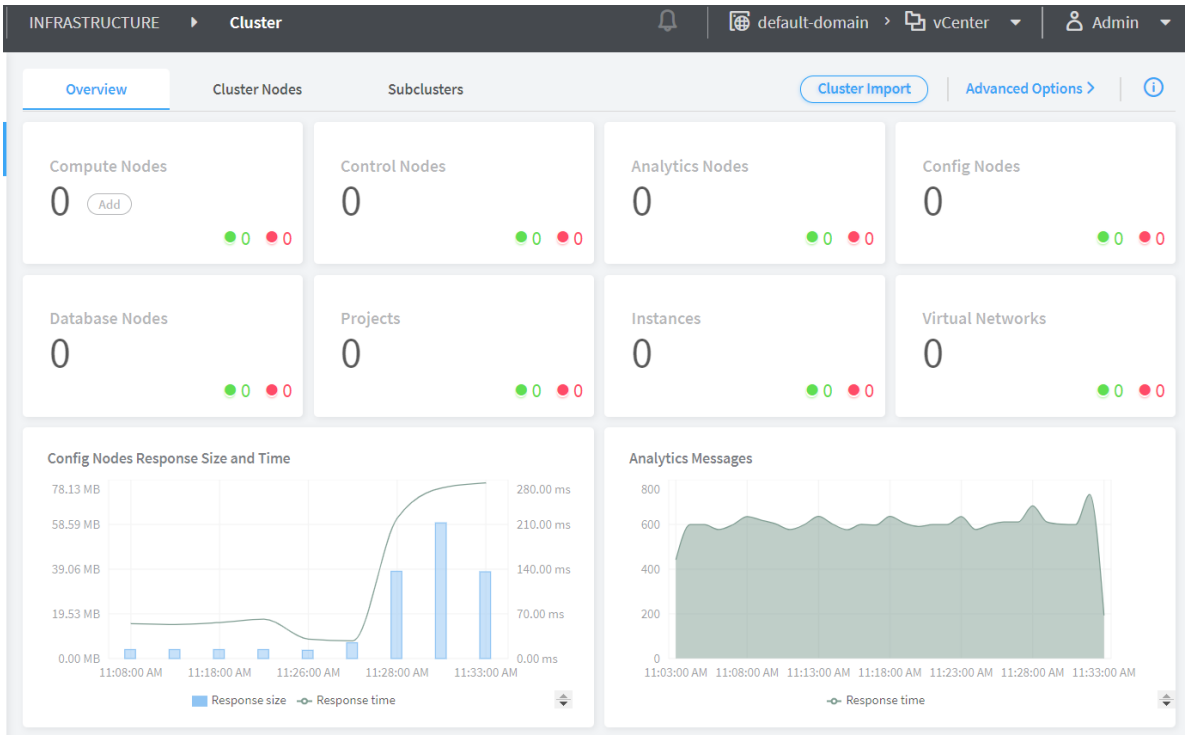 INFRASTRUCTURE Cluster default-domain > vCenter Admin
Overview Cluster Nodes Subclusters Cluster Import Advanced Options >
Compute Nodes Control Nodes Analytics Nodes Config Nodes
0 Add 0 0 0
0 0 0 0 0 0 0 0
Database Nodes Projects Instances Virtual Networks
0 0 0 0
0 0 0 0 0 0 0 0
Config Nodes Response Size and Time
78.13 MB 280.00 ms
58.59 MB 210.00 ms
39.06 MB 140.00 ms
19.53 MB 70.00 ms
0.00 MB 0.00 ms
11:08:00 AM 11:18:00 AM 11:26:00 AM 11:28:00 AM 11:33:00 AM
Response size Response time
Analytics Messages
800
600
400
200
0
11:03:00 AM 11:08:00 AM 11:13:00 AM 11:18:00 AM 11:23:00 AM 11:28:00 AM 11:33:00 AM
Response time